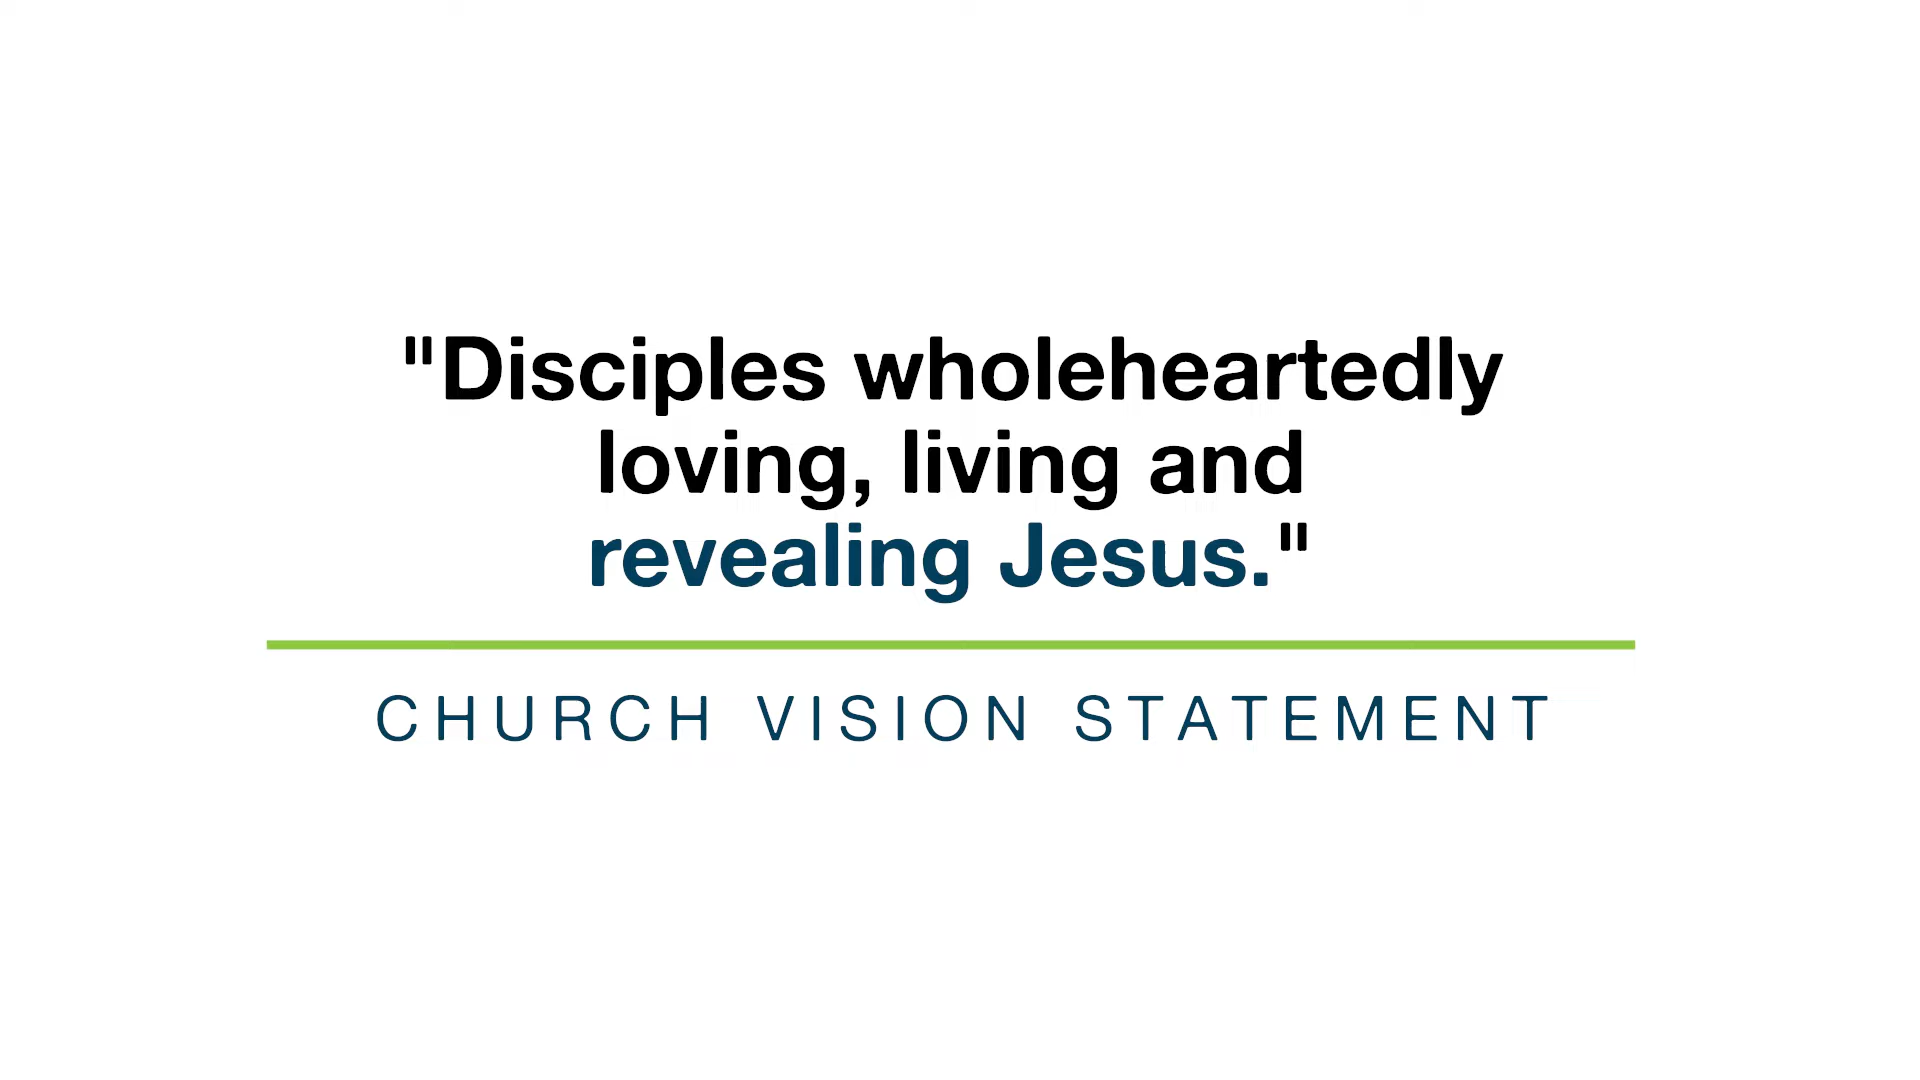 "Disciples wholeheartedly
loving, living and
revealing Jesus."
CHURCH VISION STATEMENT